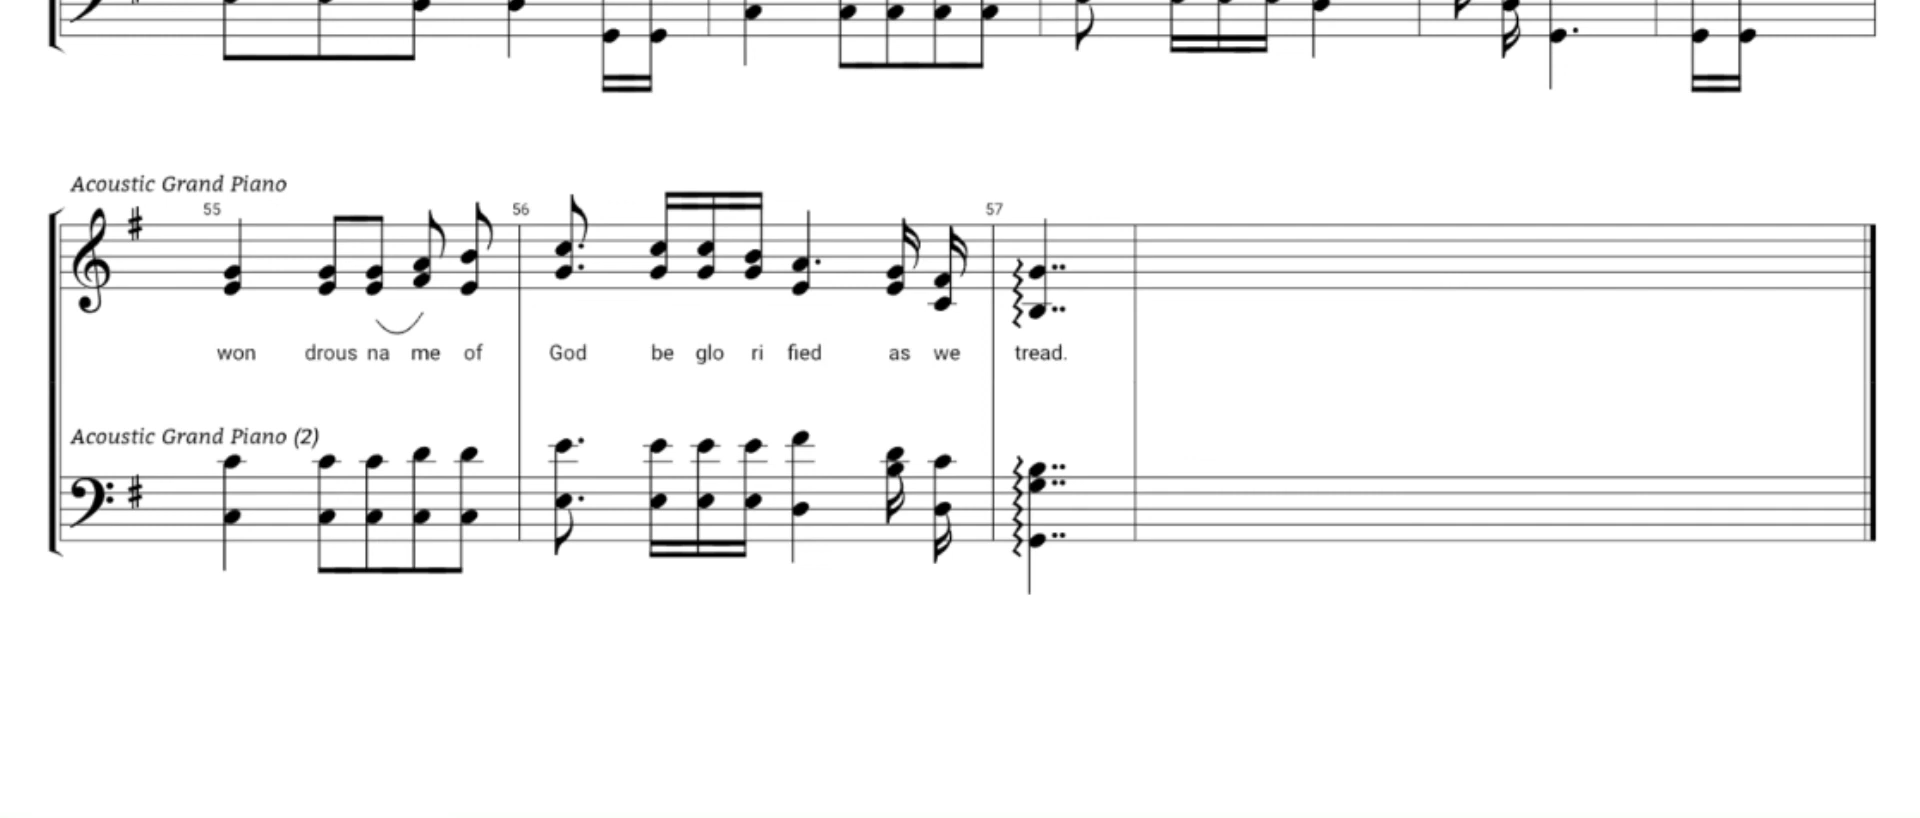 Acoustic Grand Piano
55 56 57
won drous na me of God be glo ri fied as we tread.
Acoustic Grand Piano (2)